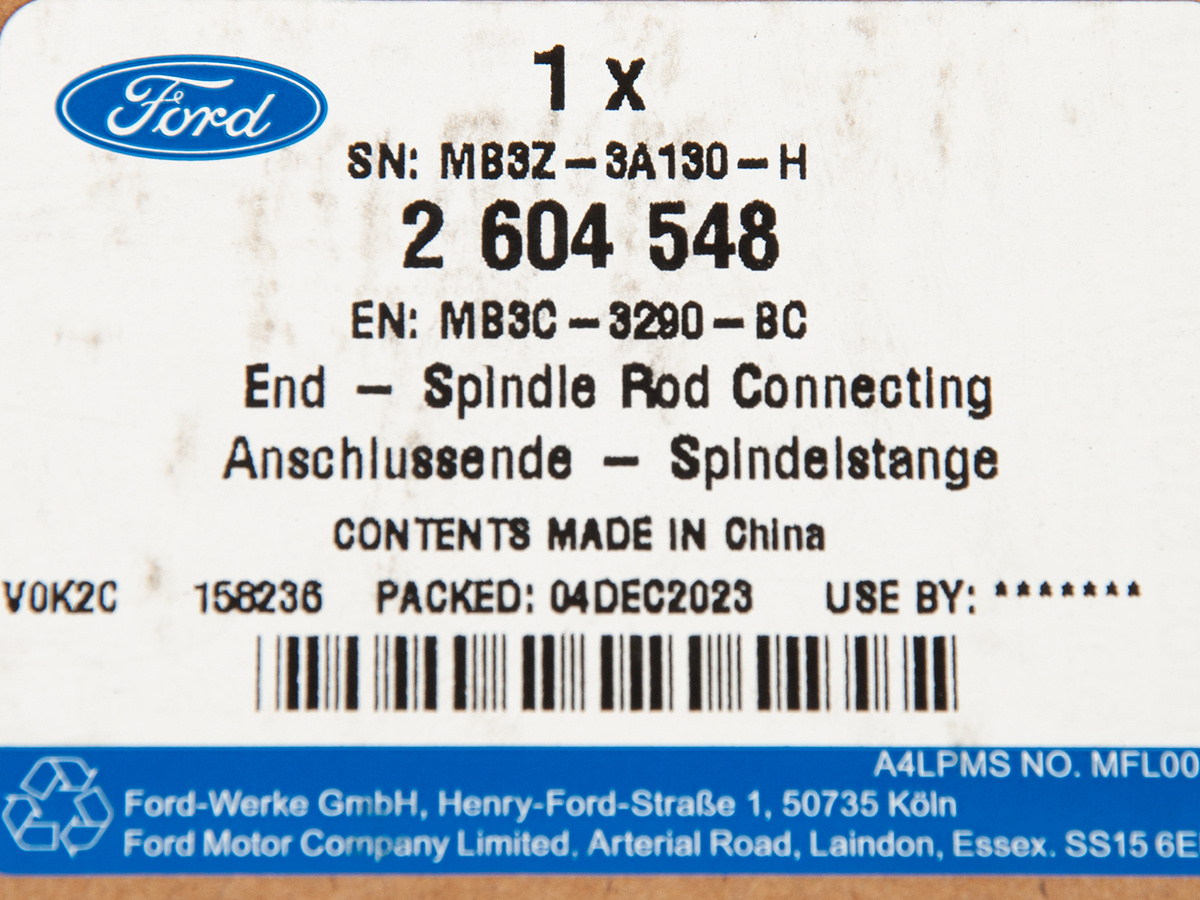 Ford
1 x
SN: MB3Z-3A130-H
2 604 548
EN: MB3C-3290-BC
End - Spindle Rod Connecting
Anschlussende - Spindelstange
CONTENTS MADE IN China
V0K2C 158236 PACKED: 04DEC2023 USE BY: *******
A4LPMS NO. MFL00
Ford-Werke GmbH, Henry-Ford-Straße 1, 50735 Köln
Ford Motor Company Limited. Arterial Road, Laindon, Essex. SS15 6E